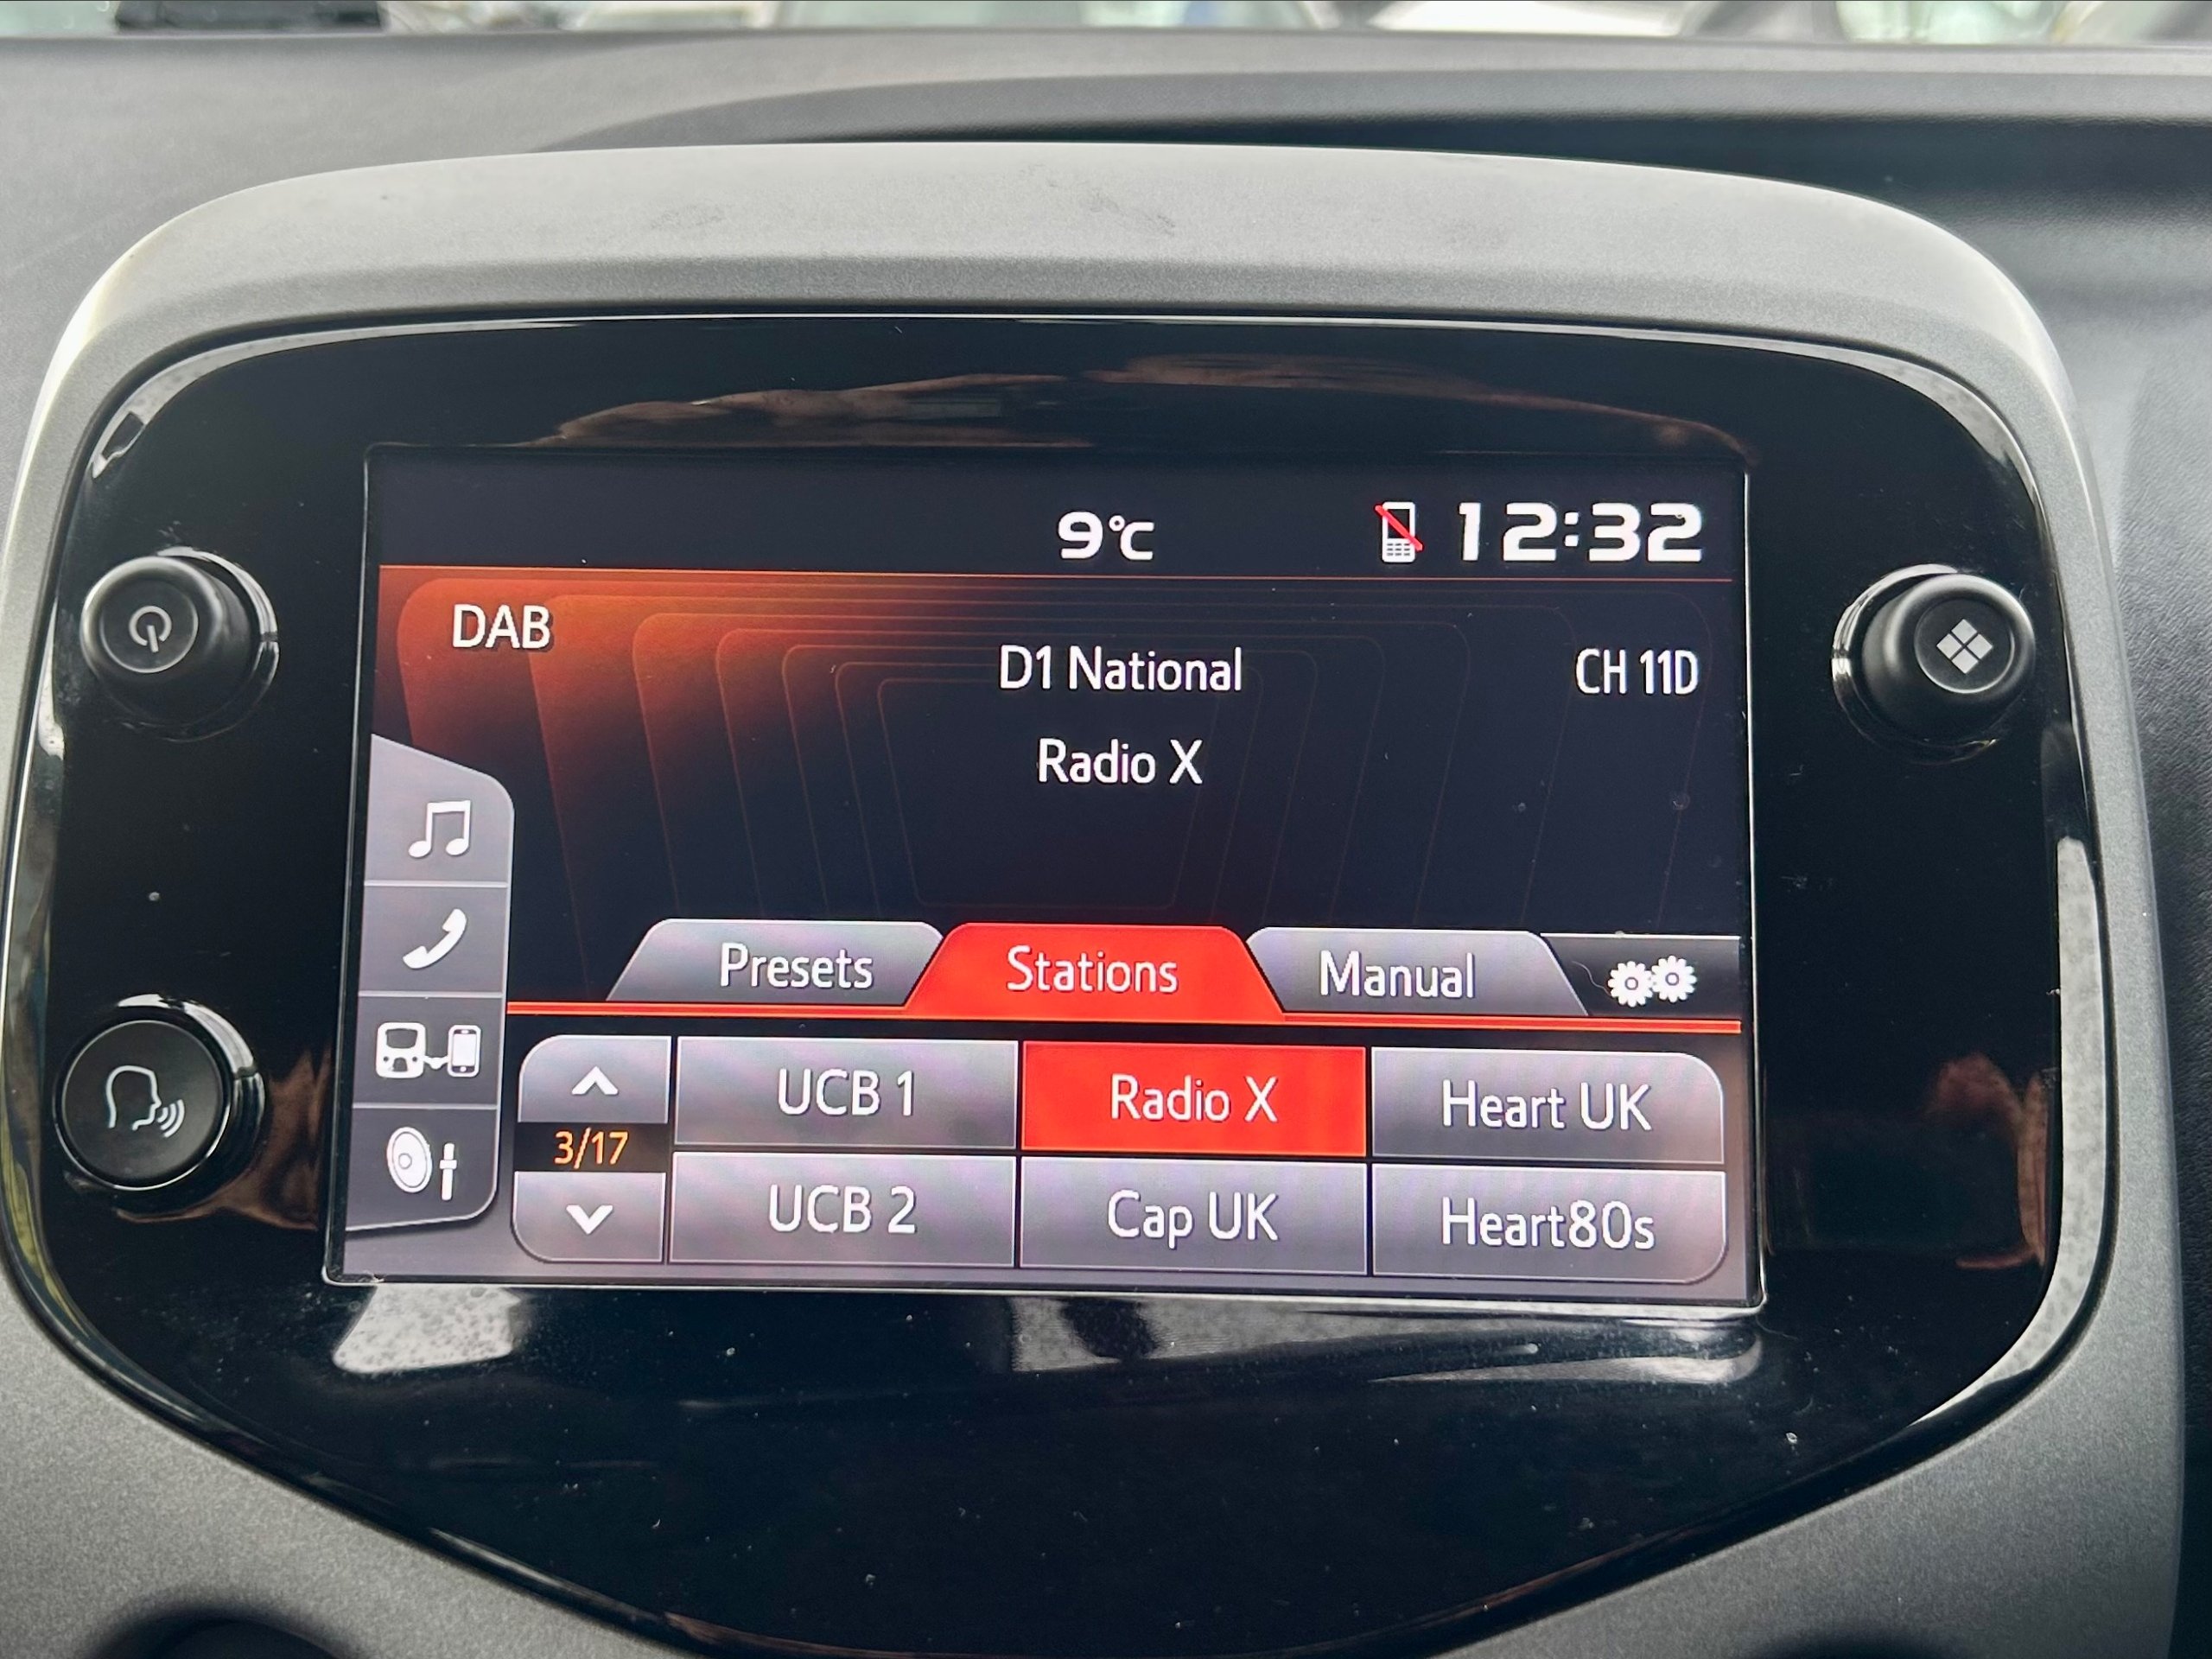 9°C
12:32
DAB
D1 National
CH 11D
Radio X
Presets
Stations
Manual
UCB 1
Radio X
Heart UK
3/17
UCB 2
Cap UK
Heart80s